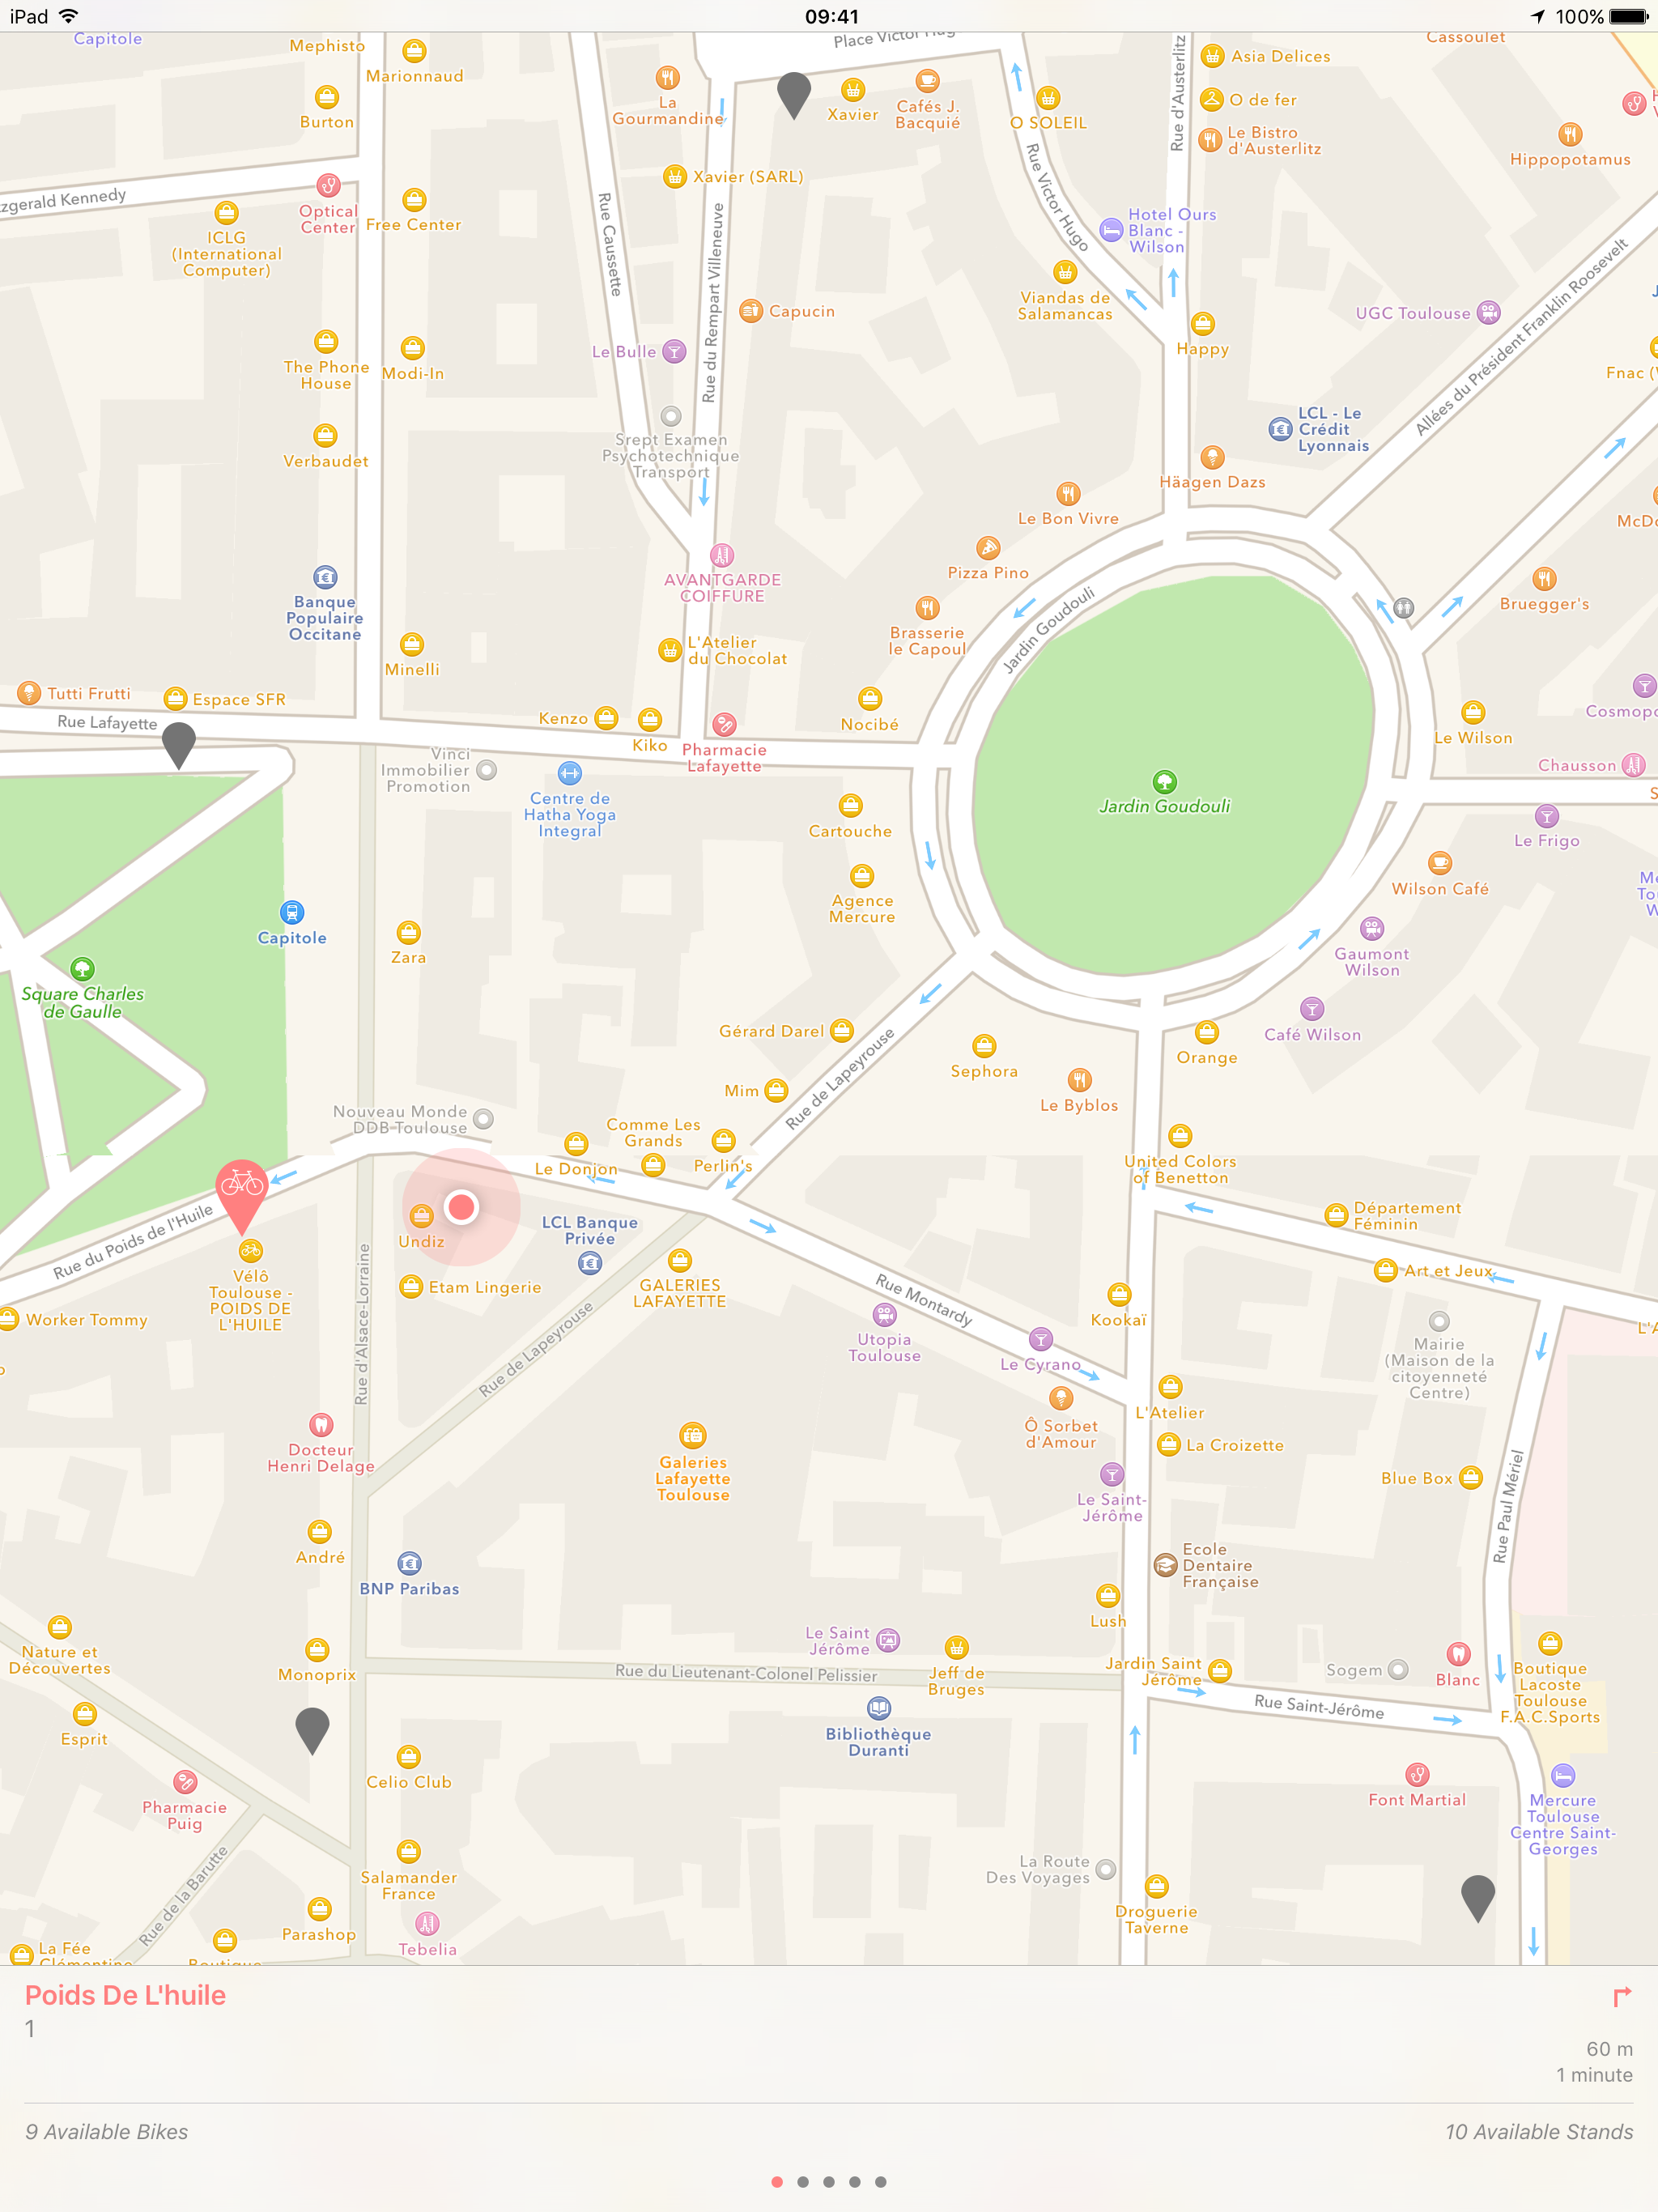 iPad
09:41
100%
Capitole
Mephisto
Marionnaud
Burton
La
Gourmandine
Xavier
Cafés J.
Bacquié
O SOLEIL
Asia Delices
O de fer
Le Bistro
d'Austerlitz
Cassoulet
Hippopotamus
Rue d'Austerlitz
Optical
Center
Free Center
ICLG
(International
Computer)
Xavier (SARL)
Rue Caussette
Rue du Rempart Villeneuve
Rue Victor Hugo
Hotel Ours
Blanc -
Wilson
Viandas de
Salamancas
Happy
UGC Toulouse
Allées du Président Franklin Roosevelt
Capucin
Le Bulle
The Phone
House
Modi-In
Verbaudet
Srept Examen
Psychotechnique
Transport
LCL - Le
Crédit
Lyonnais
Häagen Dazs
Le Bon Vivre
Pizza Pino
AVANTGARDE
COIFFURE
Banque
Populaire
Occitane
Brasserie
le Capoul
Jardin Goudouli
Bruegger's
Minelli
L'Atelier
du Chocolat
Tutti Frutti
Espace SFR
Rue Lafayette
Kenzo
Kiko
Pharmacie
Lafayette
Nocibé
Le Wilson
Chausson
Vinci
Immobilier
Promotion
Centre de
Hatha Yoga
Integral
Cartouche
Jardin Goudouli
Le Frigo
Wilson Café
Agence
Mercure
Capitole
Zara
Gaumont
Wilson
Square Charles
de Gaulle
Gérard Darel
Rue de Lapeyrouse
Sephora
Orange
Café Wilson
Mim
Le Byblos
Nouveau Monde
DDB Toulouse
Comme Les
Grands
Le Donjon
Perlin's
United Colors
of Benetton
Rue du Poids de l'Huile
Undiz
LCL Banque
Privée
Département
Féminin
Vélô
Toulouse -
POIDS DE
L'HUILE
Etam Lingerie
GALERIES
LAFAYETTE
Art et Jeux
Worker Tommy
Rue d'Alsace-Lorraine
Rue de Lapeyrouse
Rue Montardy
Kookaï
Utopia
Toulouse
Le Cyrano
Mairie
(Maison de la
citoyenneté
Centre)
L'Atelier
Ô Sorbet
d'Amour
La Croizette
Docteur
Henri Delage
Galeries
Lafayette
Toulouse
Blue Box
Rue Paul Mériel
Le Saint-
Jérôme
André
BNP Paribas
Ecole
Dentaire
Française
Lush
Nature et
Découvertes
Monoprix
Le Saint
Jérôme
Rue du Lieutenant-Colonel Pelissier
Jeff de
Bruges
Jardin Saint
Jérôme
Sogem
Blanc
Boutique
Lacoste
Toulouse
F.A.C.Sports
Rue Saint-Jérôme
Esprit
Bibliothèque
Duranti
Celio Club
Pharmacie
Puig
Font Martial
Mercure
Toulouse
Centre Saint-
Georges
Salamander
France
La Route
Des Voyages
Rue de la Barutte
Parashop
Tebelia
Droguerie
Taverne
La Fée
Poids De L'huile
1
60 m
1 minute
9 Available Bikes
10 Available Stands